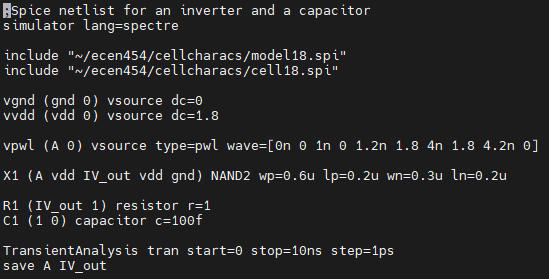 ;Spice netlist for an inverter and a capacitor
simulator lang=spectre
include "~/ecen454/cellcharacs/model18.spi"
include "~/ecen454/cellcharacs/cell18.spi"
vgnd (gnd 0) vsource dc=0
vvdd (vdd 0) vsource dc=1.8
vpwl (A 0) vsource type=pwl wave=[0n 0 1n 0 1.2n 1.8 4n 1.8 4.2n 0]
X1 (A vdd IV_out vdd gnd) NAND2 wp=0.6u lp=0.2u wn=0.3u ln=0.2u
R1 (IV_out 1) resistor r=1
C1 (1 0) capacitor c=100f
TransientAnalysis tran start=0 stop=10ns step=1ps
save A IV_out